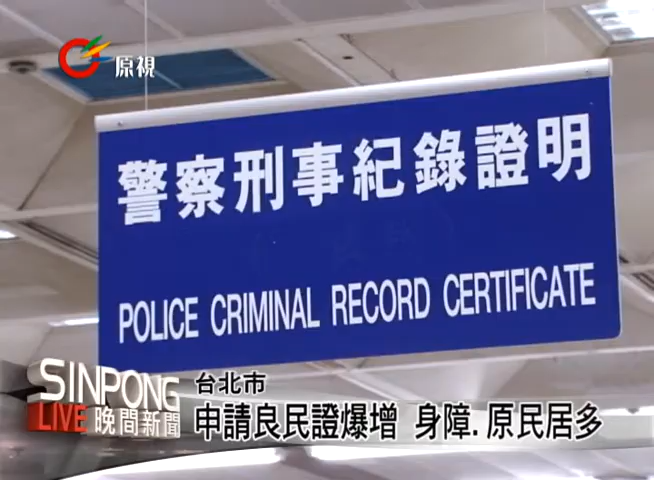 原視
警察刑事紀錄證明
POLICE CRIMINAL RECORD CERTIFICATE
SINPONG
LIVE 晚間新聞
台北市
申請良民證爆增 身障.原民居多